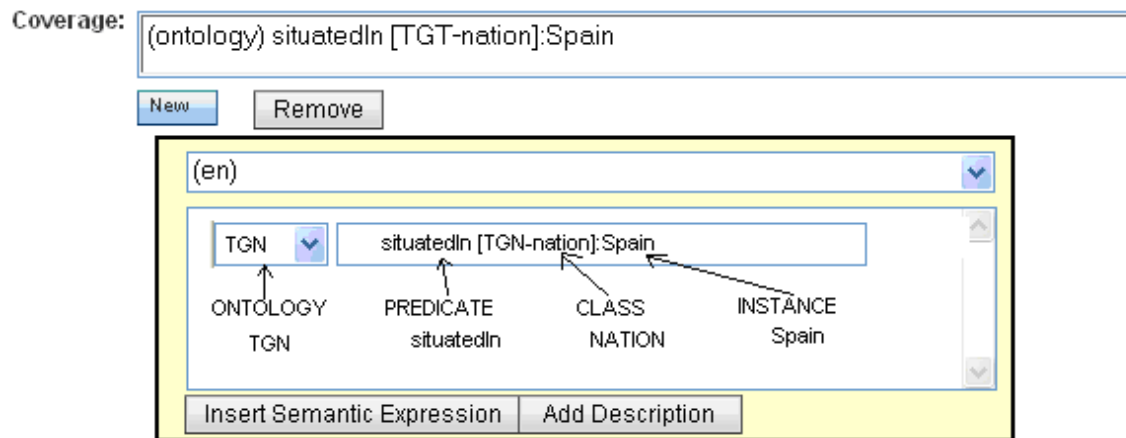 Coverage:
(ontology) situatedIn [TGT-nation]:Spain
New Remove
(en)
TGN situatedIn [TGN-nation]:Spain
ONTOLOGY PREDICATE CLASS INSTANCE
TGN situatedIn NATION Spain
Insert Semantic Expression Add Description